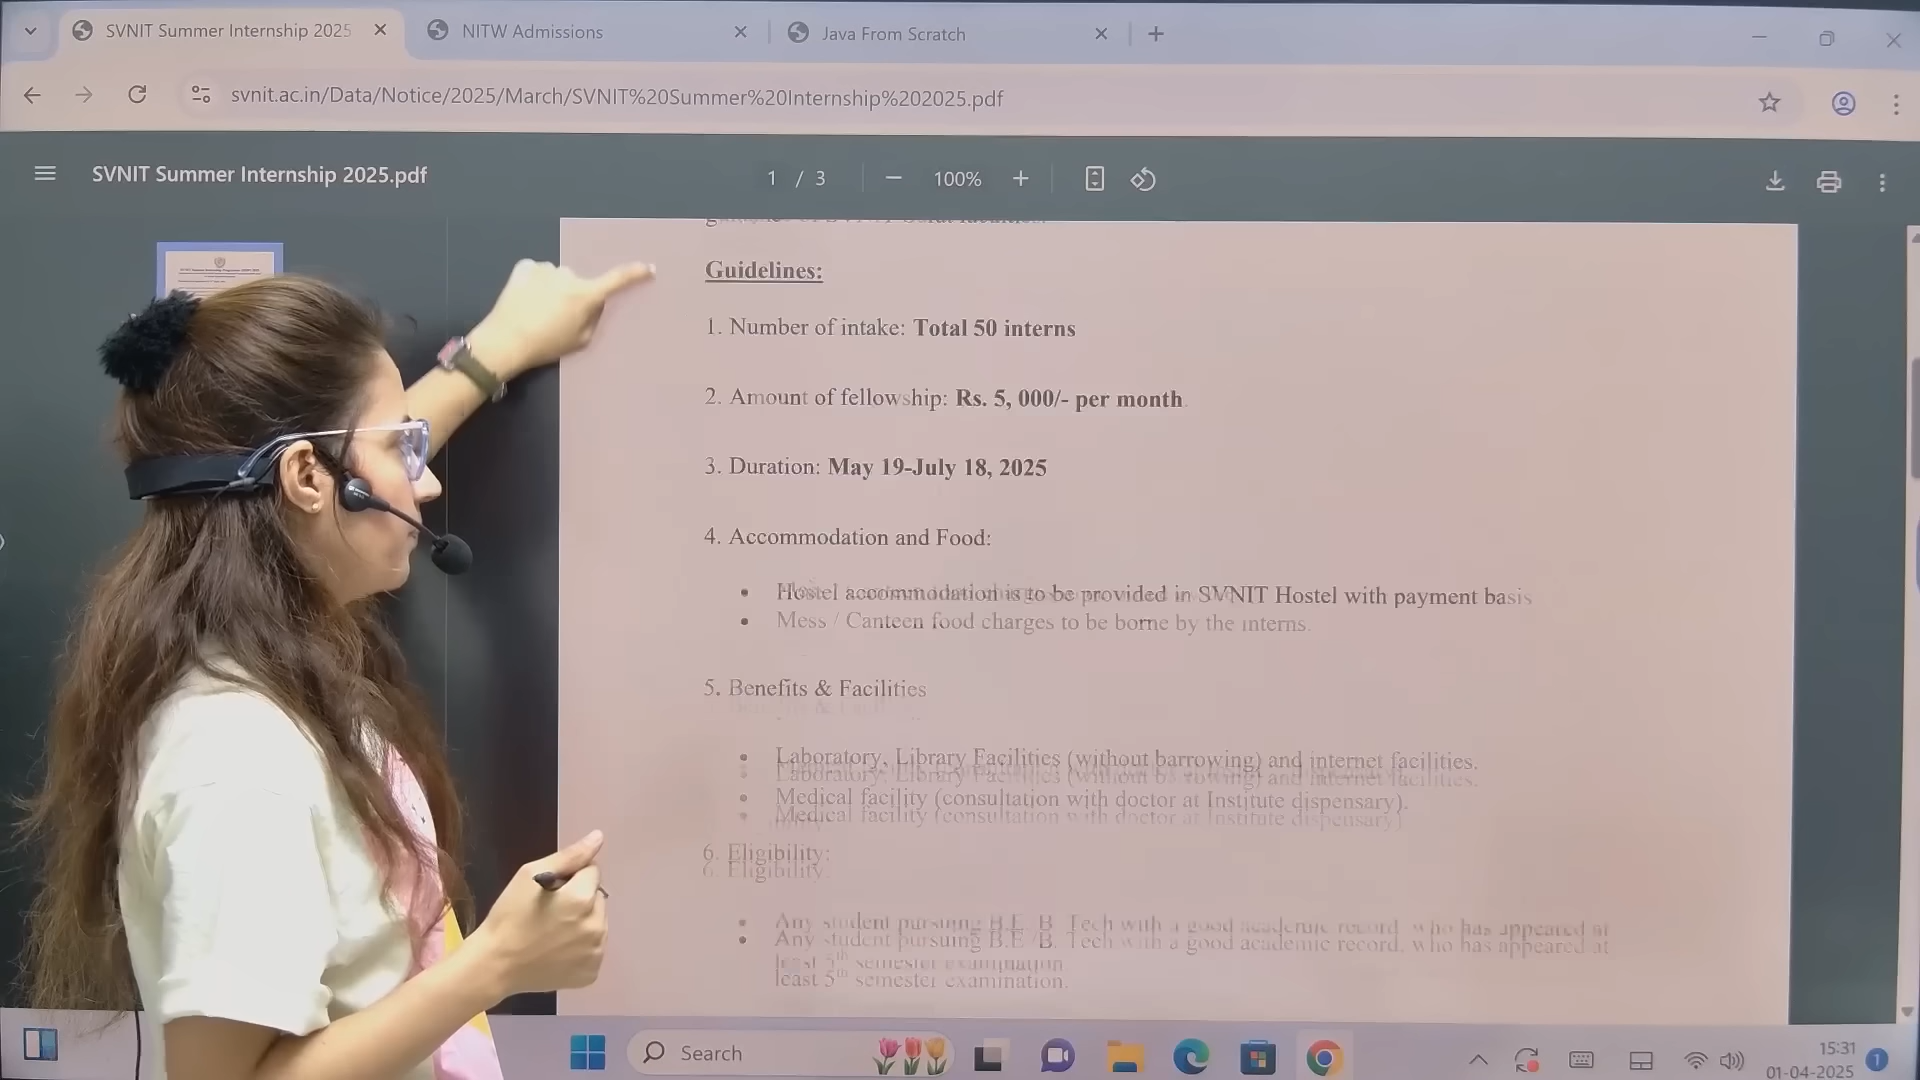 SVNIT Summer Internship 2025
NITW Admissions
Java From Scratch
svnit.ac.in/Data/Notice/2025/March/SVNIT%20Summer%20Internship%202025.pdf
SVNIT Summer Internship 2025.pdf
1 / 3
100%
Guidelines:
1. Number of intake: Total 50 interns
2. Amount of fellowship: Rs. 5, 000/- per month
3. Duration: May 19-July 18, 2025
4. Accommodation and Food:
Hostel accommodation is to be provided in SVNIT Hostel with payment basis
Mess / Canteen food charges to be borne by the interns.
5. Benefits & Facilities
Laboratory, Library Facilities (without barrowing) and internet facilities.
Medical facility (consultation with doctor at Institute dispensary).
6. Eligibility:
Any student pursuing B.E. B. Tech with a good academic record, who has appeared at
least 5th semester examination.
Search
15:31
01-04-2025
1